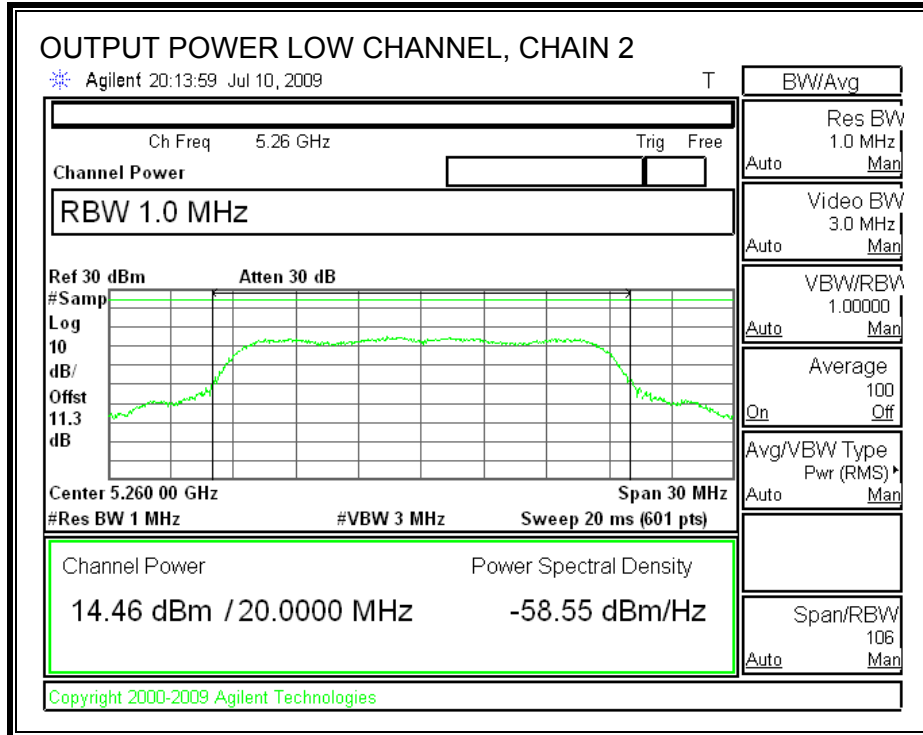 OUTPUT POWER LOW CHANNEL, CHAIN 2
Agilent 20:13:59 Jul 10, 2009 T
Ch Freq 5.26 GHz Trig Free
Channel Power
RBW 1.0 MHz
Ref 30 dBm Atten 30 dB
#Samp
Log
10
dB/
Offst
11.3
dB
Center 5.260 00 GHz Span 30 MHz
#Res BW 1 MHz #VBW 3 MHz Sweep 20 ms (601 pts)
Channel Power Power Spectral Density
14.46 dBm / 20.0000 MHz -58.55 dBm/Hz
Copyright 2000-2009 Agilent Technologies
BW/Avg
Res BW
1.0 MHz
Auto Man
Video BW
3.0 MHz
Auto Man
VBW/RBW
1.00000
Auto Man
Average
100
On Off
Avg/VBW Type
Pwr (RMS)
Auto Man
Span/RBW
106
Auto Man